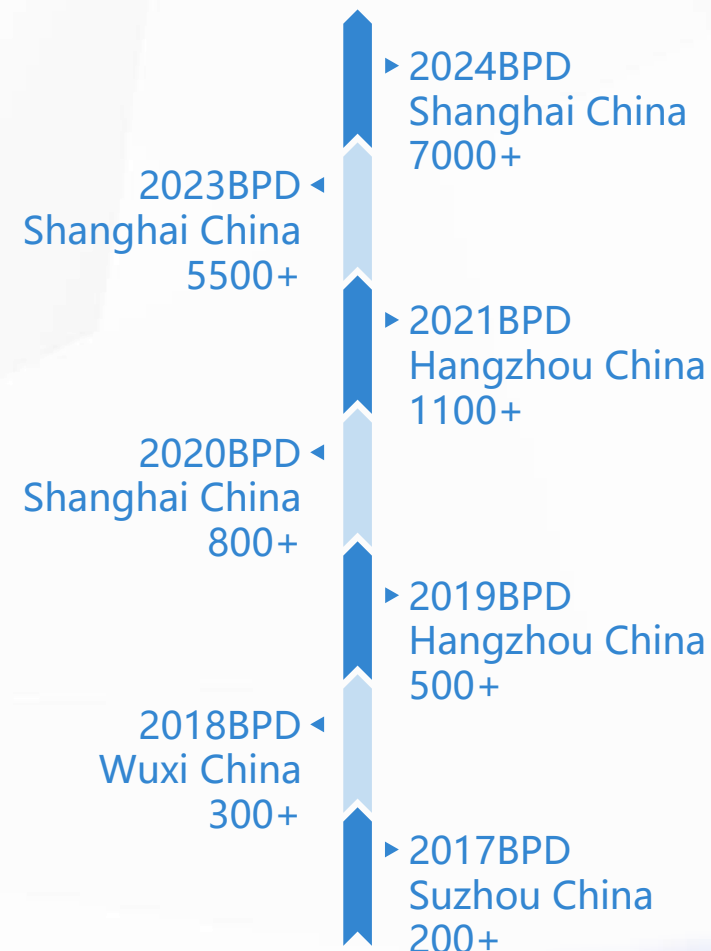 2024BPD
Shanghai China
7000+
2023BPD
Shanghai China
5500+
2021BPD
Hangzhou China
1100+
2020BPD
Shanghai China
800+
2019BPD
Hangzhou China
500+
2018BPD
Wuxi China
300+
2017BPD
Suzhou China
200+